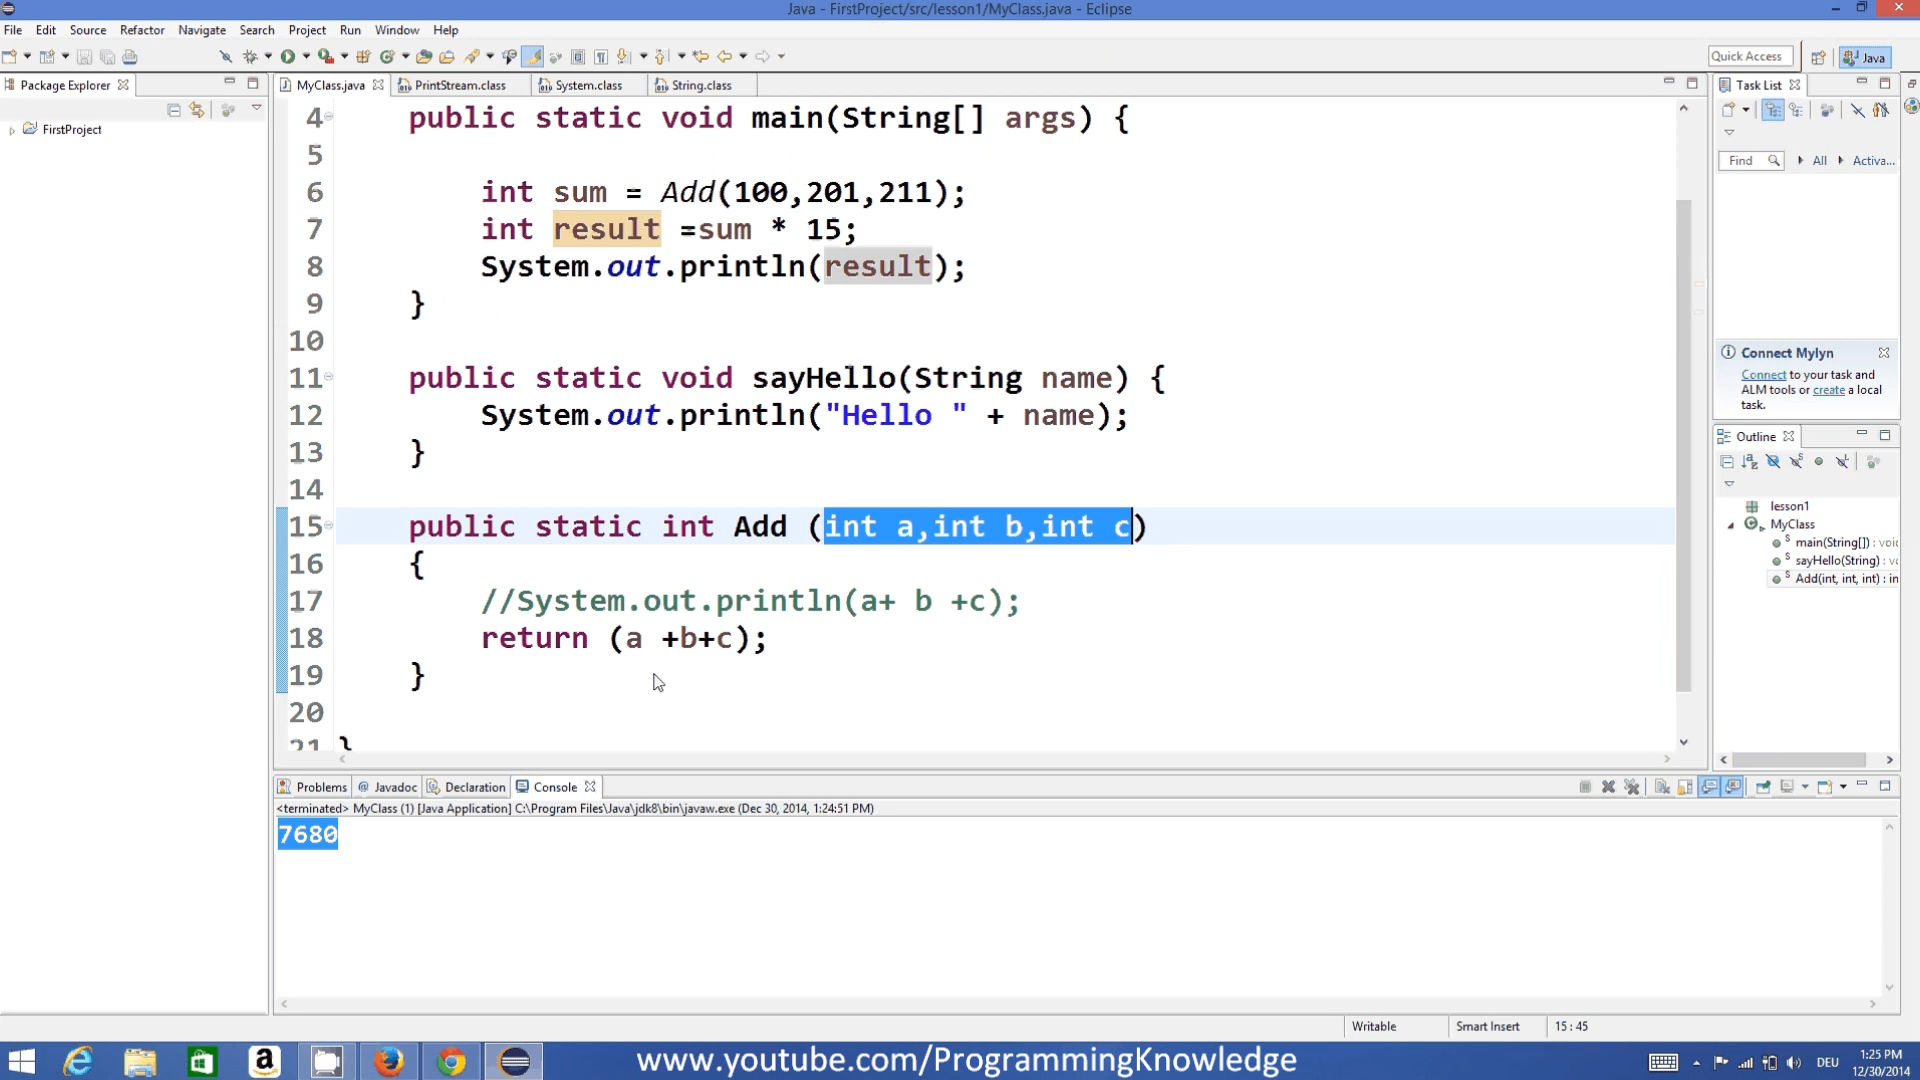 Java - FirstProject/src/lesson1/MyClass.java - Eclipse
File Edit Source Refactor Navigate Search Project Run Window Help
Quick Access Java
Package Explorer
FirstProject
MyClass.java PrintStream.class System.class String.class
4 public static void main(String[] args) {
5
6 int sum = Add(100,201,211);
7 int result =sum * 15;
8 System.out.println(result);
9 }
10
11 public static void sayHello(String name) {
12 System.out.println("Hello " + name);
13 }
14
15 public static int Add (int a,int b,int c)
16 {
17 //System.out.println(a+ b +c);
18 return (a +b+c);
19 }
20
21 }
Task List
Find All Activa...
Connect Mylyn
Connect to your task and
ALM tools or create a local
task.
Outline
lesson1
MyClass
main(String[]) : voi
sayHello(String) : v
Add(int, int, int) : in
Problems Javadoc Declaration Console
<terminated> MyClass (1) [Java Application] C:\Program Files\Java\jdk8\bin\javaw.exe (Dec 30, 2014, 1:24:51 PM)
7680
Writable Smart Insert 15 : 45
www.youtube.com/ProgrammingKnowledge
DEU
1:25 PM
12/30/2014